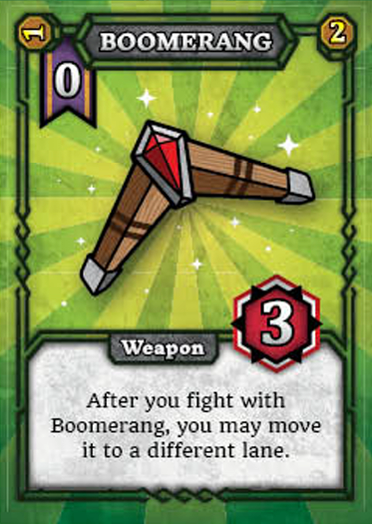 1
BOOMERANG
2
0
3
Weapon
After you fight with
Boomerang, you may move
it to a different lane.